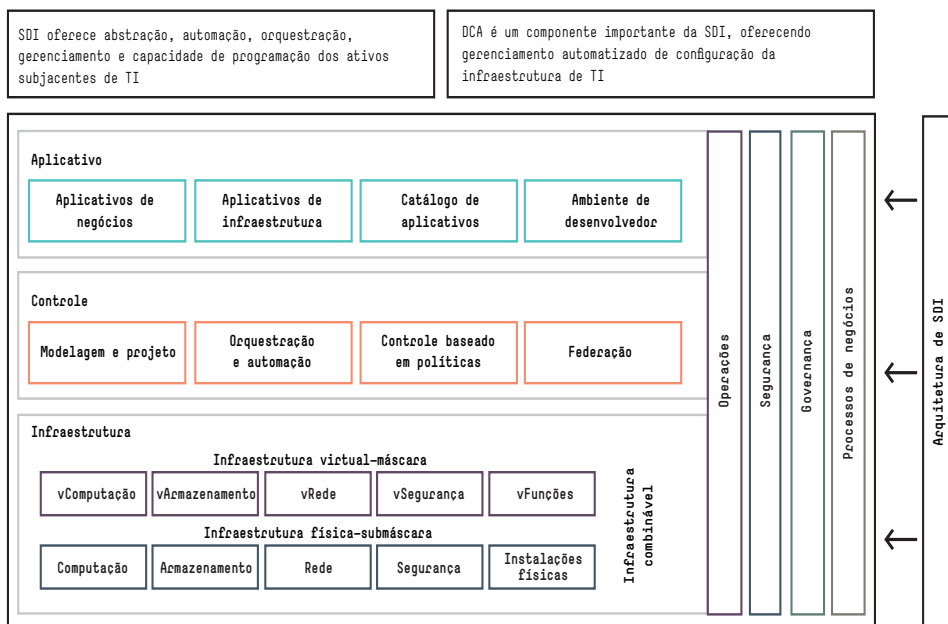 SDI oferece abstração, automação, orquestração,
gerenciamento e capacidade de programação dos ativos
subjacentes de TI
DCA é um componente importante da SDI, oferecendo
gerenciamento automatizado de configuração da
infraestrutura de TI
Aplicativo
Aplicativos de
negócios
Aplicativos de
infraestrutura
Catálogo de
aplicativos
Ambiente de
desenvolvedor
Controle
Modelagem e projeto
Orquestração
e automação
Controle baseado
em políticas
Federação
Infraestrutura
Infraestrutura virtual-máscara
vComputação
vArmazenamento
vRede
vSegurança
vFunções
Infraestrutura física-submáscara
Computação
Armazenamento
Rede
Segurança
Instalações
físicas
Infraestrutura
combinável
Operações
Segurança
Governança
Processos de negócios
Arquitetura de SDI